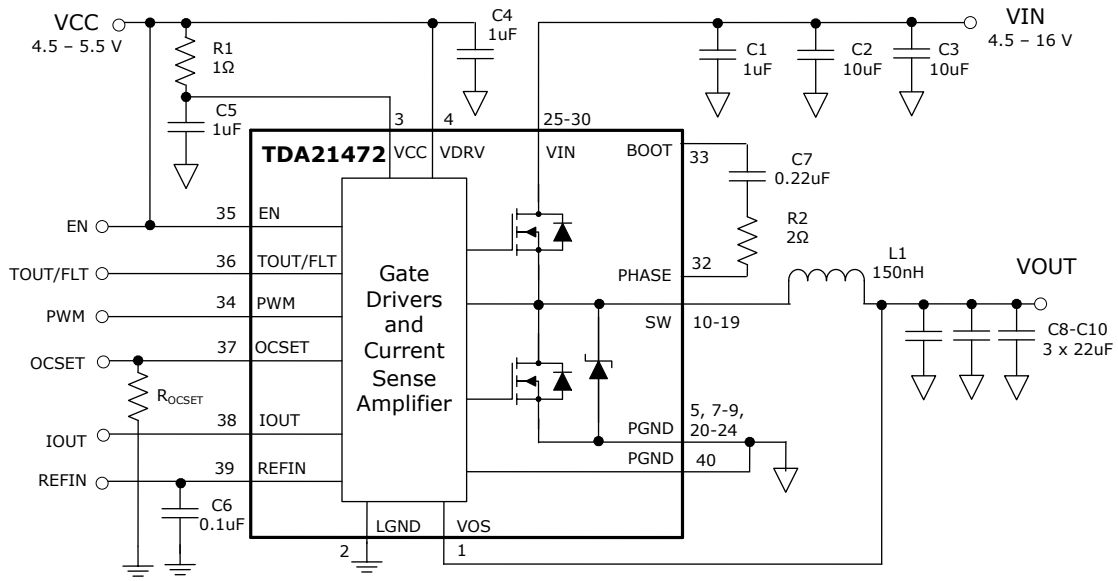 VCC
4.5 – 5.5 V
R1
1Ω
C4
1uF
C5
1uF
C1
1uF
C2
10uF
C3
10uF
VIN
4.5 – 16 V
3
4
25-30
TDA21472
VCC
VDRV
VIN
BOOT
33
C7
0.22uF
R2
2Ω
PHASE
32
EN
35
EN
TOUT/FLT
36
TOUT/FLT
PWM
34
PWM
OCSET
37
OCSET
ROCSET
IOUT
38
IOUT
REFIN
39
REFIN
C6
0.1uF
Gate
Drivers
and
Current
Sense
Amplifier
SW
10-19
L1
150nH
VOUT
C8-C10
3 x 22uF
PGND
5, 7-9,
20-24
PGND
40
LGND
VOS
2
1